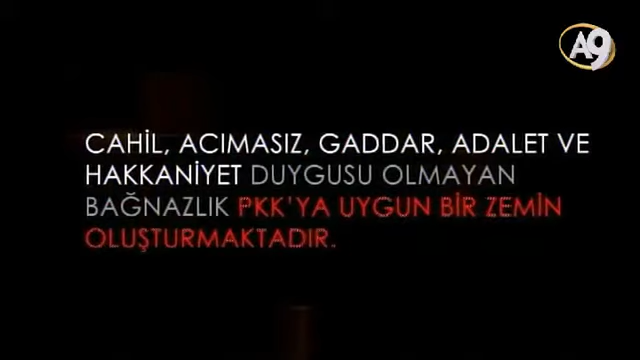 A9
CAHİL, ACIMASIZ, GADDAR, ADALET VE
HAKKANİYET DUYGUSU OLMAYAN
BAĞNAZLIK PKK'YA UYGUN BİR ZEMİN
OLUŞTURMAKTADIR.